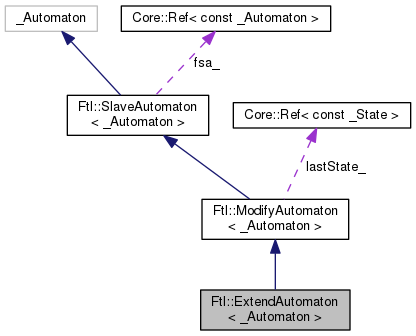 _Automaton
Core::Ref< const _Automaton >
fsa_
Ftl::SlaveAutomaton
< _Automaton >
Core::Ref< const _State >
lastState_
Ftl::ModifyAutomaton
< _Automaton >
Ftl::ExtendAutomaton
< _Automaton >